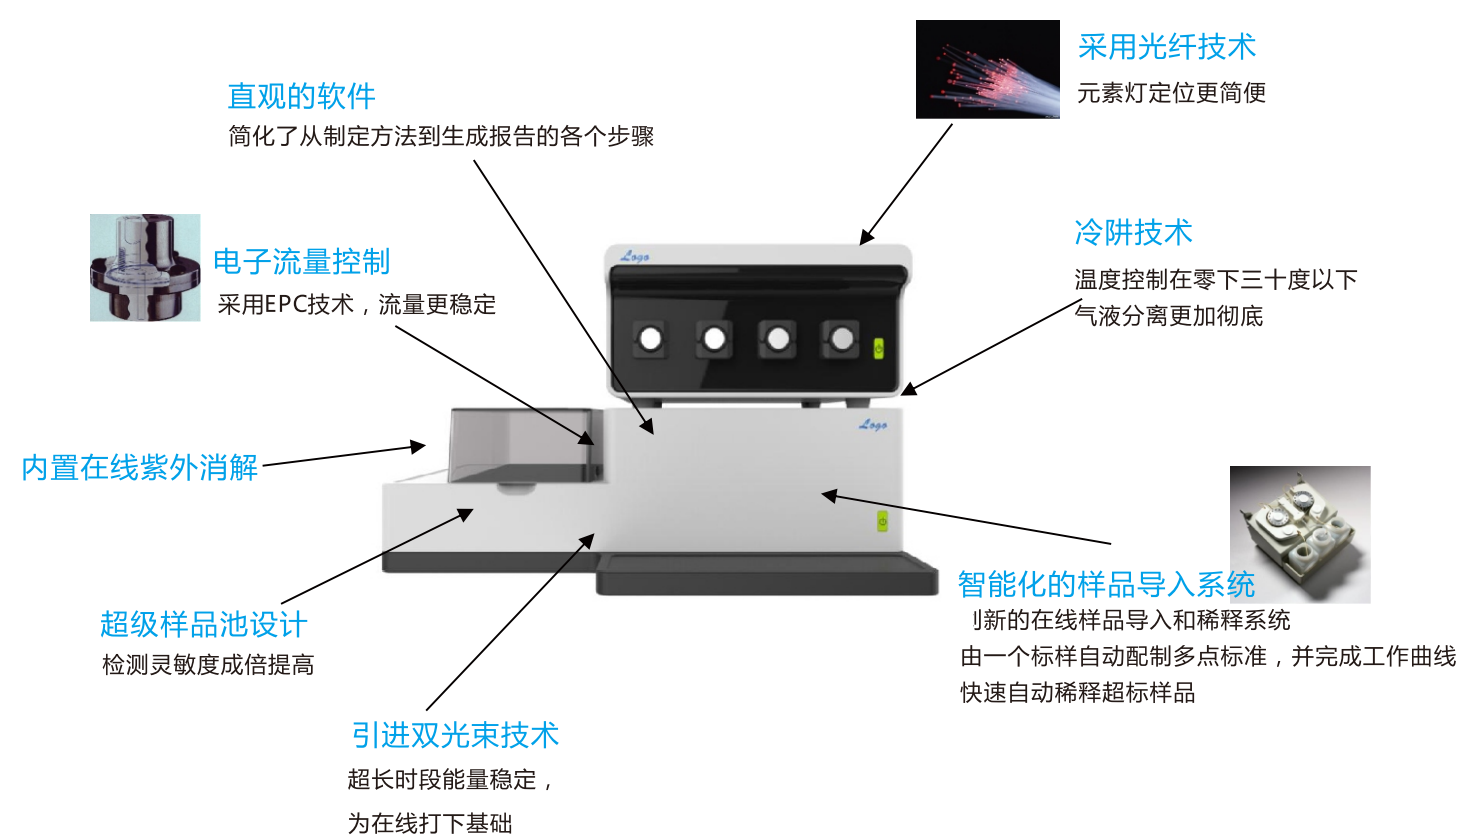 采用光纤技术
元素灯定位更简便
直观的软件
简化了从制定方法到生成报告的各个步骤
冷阱技术
温度控制在零下三十度以下
气液分离更加彻底
电子流量控制
采用EPC技术，流量更稳定
Logo
Logo
内置在线紫外消解
智能化的样品导入系统
新的在线样品导入和稀释系统
由一个标样自动配制多点标准，并完成工作曲线
快速自动稀释超标样品
超级样品池设计
检测灵敏度成倍提高
引进双光束技术
超长时段能量稳定，
为在线打下基础